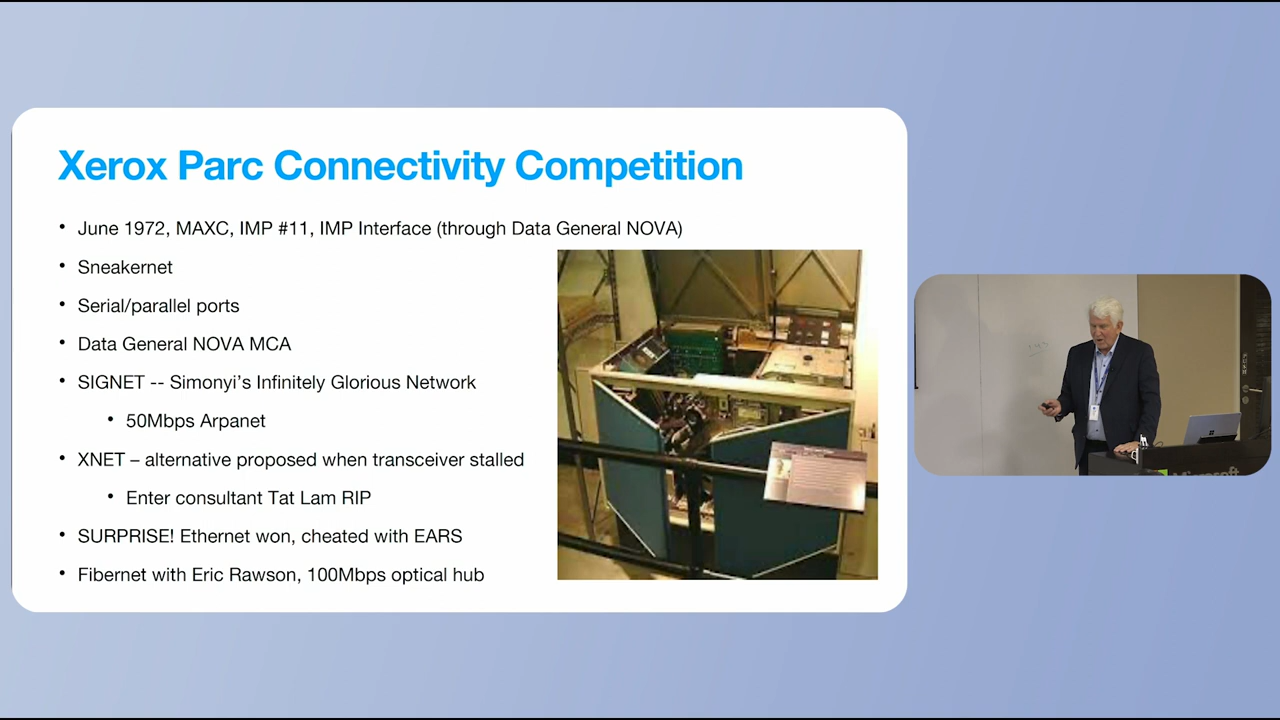 Xerox Parc Connectivity Competition
• June 1972, MAXC, IMP #11, IMP Interface (through Data General NOVA)
• Sneakernet
• Serial/parallel ports
• Data General NOVA MCA
• SIGNET -- Simonyi's Infinitely Glorious Network
• 50Mbps Arpanet
• XNET – alternative proposed when transceiver stalled
• Enter consultant Tat Lam RIP
• SURPRISE! Ethernet won, cheated with EARS
• Fibernet with Eric Rawson, 100Mbps optical hub
Microsoft